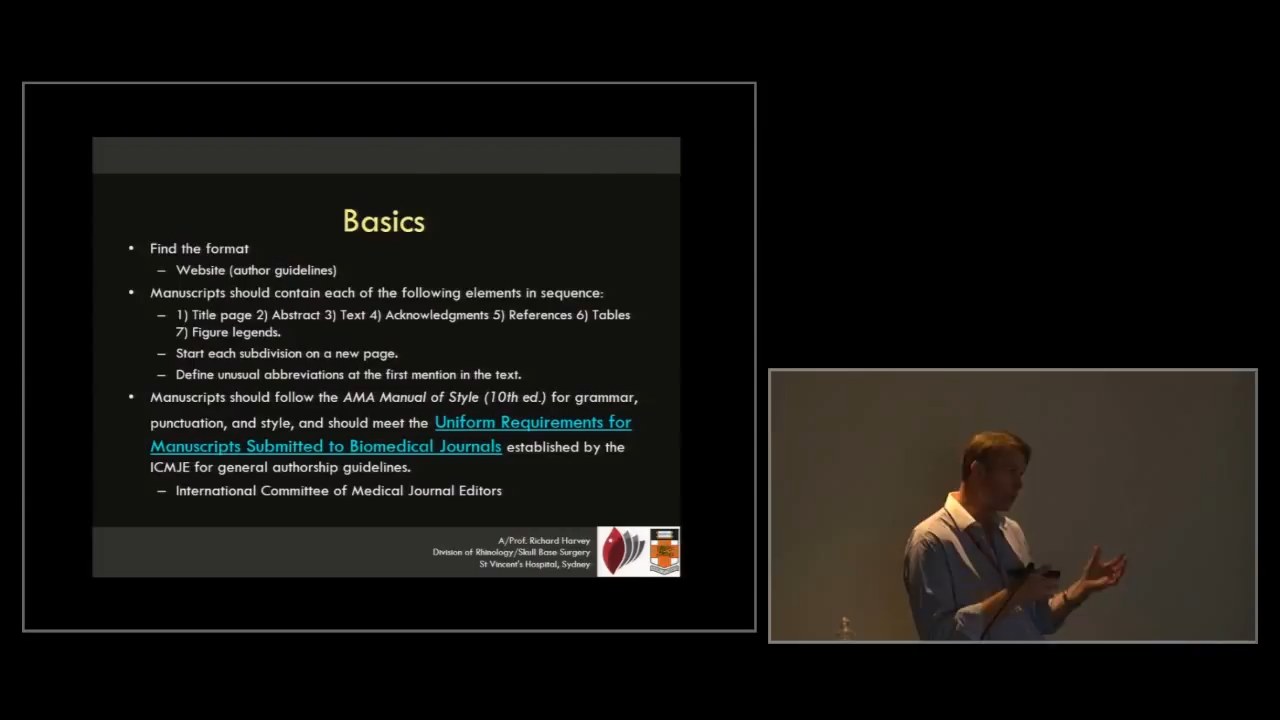 Basics
• Find the format
– Website (author guidelines)
• Manuscripts should contain each of the following elements in sequence:
– 1) Title page 2) Abstract 3) Text 4) Acknowledgments 5) References 6) Tables
7) Figure legends.
– Start each subdivision on a new page.
– Define unusual abbreviations at the first mention in the text.
• Manuscripts should follow the AMA Manual of Style (10th ed.) for grammar,
punctuation, and style, and should meet the Uniform Requirements for
Manuscripts Submitted to Biomedical Journals established by the
ICMJE for general authorship guidelines.
– International Committee of Medical Journal Editors
A/Prof. Richard Harvey
Division of Rhinology/Skull Base Surgery
St Vincent's Hospital, Sydney